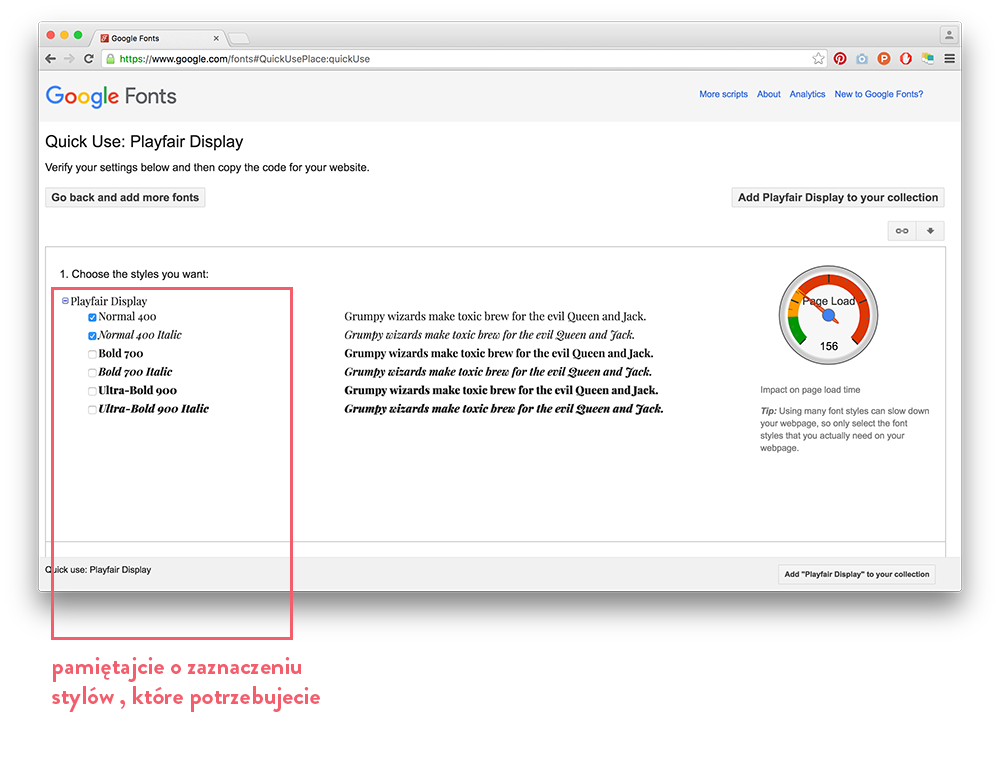 Google Fonts
https://www.google.com/fonts#QuickUsePlace:quickUse
Google Fonts
More scripts About Analytics New to Google Fonts?
Quick Use: Playfair Display
Verify your settings below and then copy the code for your website.
Go back and add more fonts
Add Playfair Display to your collection
1. Choose the styles you want:
Playfair Display
Normal 400
Grumpy wizards make toxic brew for the evil Queen and Jack.
Normal 400 Italic
Grumpy wizards make toxic brew for the evil Queen and Jack.
Bold 700
Grumpy wizards make toxic brew for the evil Queen and Jack.
Bold 700 Italic
Grumpy wizards make toxic brew for the evil Queen and Jack.
Ultra-Bold 900
Grumpy wizards make toxic brew for the evil Queen and Jack.
Ultra-Bold 900 Italic
Grumpy wizards make toxic brew for the evil Queen and Jack.
Page Load
156
Impact on page load time
Tip: Using many font styles can slow down
your webpage, so only select the font
styles that you actually need on your
webpage.
Quick use: Playfair Display
Add "Playfair Display" to your collection
pamiętajcie o zaznaczeniu
stylów , które potrzebujecie